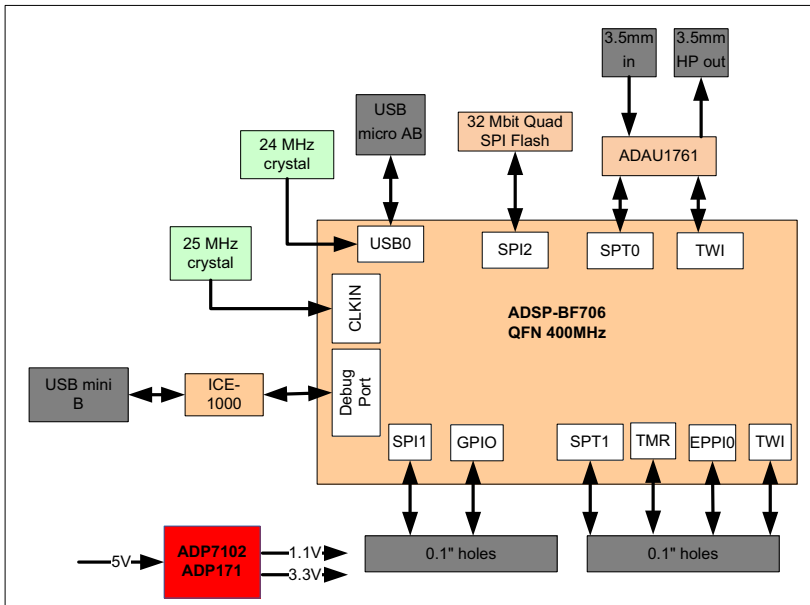 3.5mm
in
3.5mm
HP out
USB
micro AB
32 Mbit Quad
SPI Flash
24 MHz
crystal
ADAU1761
USB0
SPI2
SPT0
TWI
25 MHz
crystal
CLKIN
ADSP-BF706
QFN 400MHz
USB mini
B
ICE-
1000
Debug
Port
SPI1
GPIO
SPT1
TMR
EPPI0
TWI
0.1" holes
0.1" holes
5V
ADP7102
ADP171
1.1V
3.3V